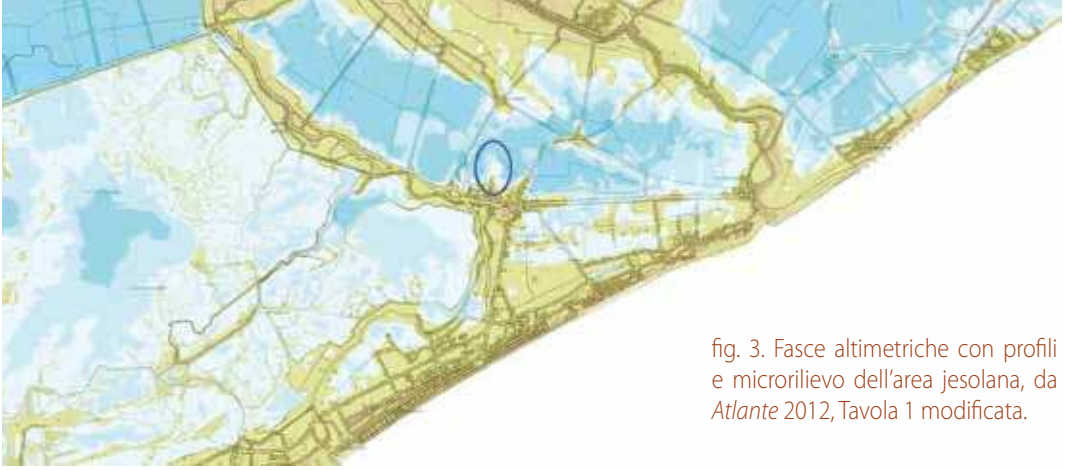 fig. 3. Fasce altimetriche con profili
e microrilievo dell'area jesolana, da
Atlante 2012, Tavola 1 modificata.